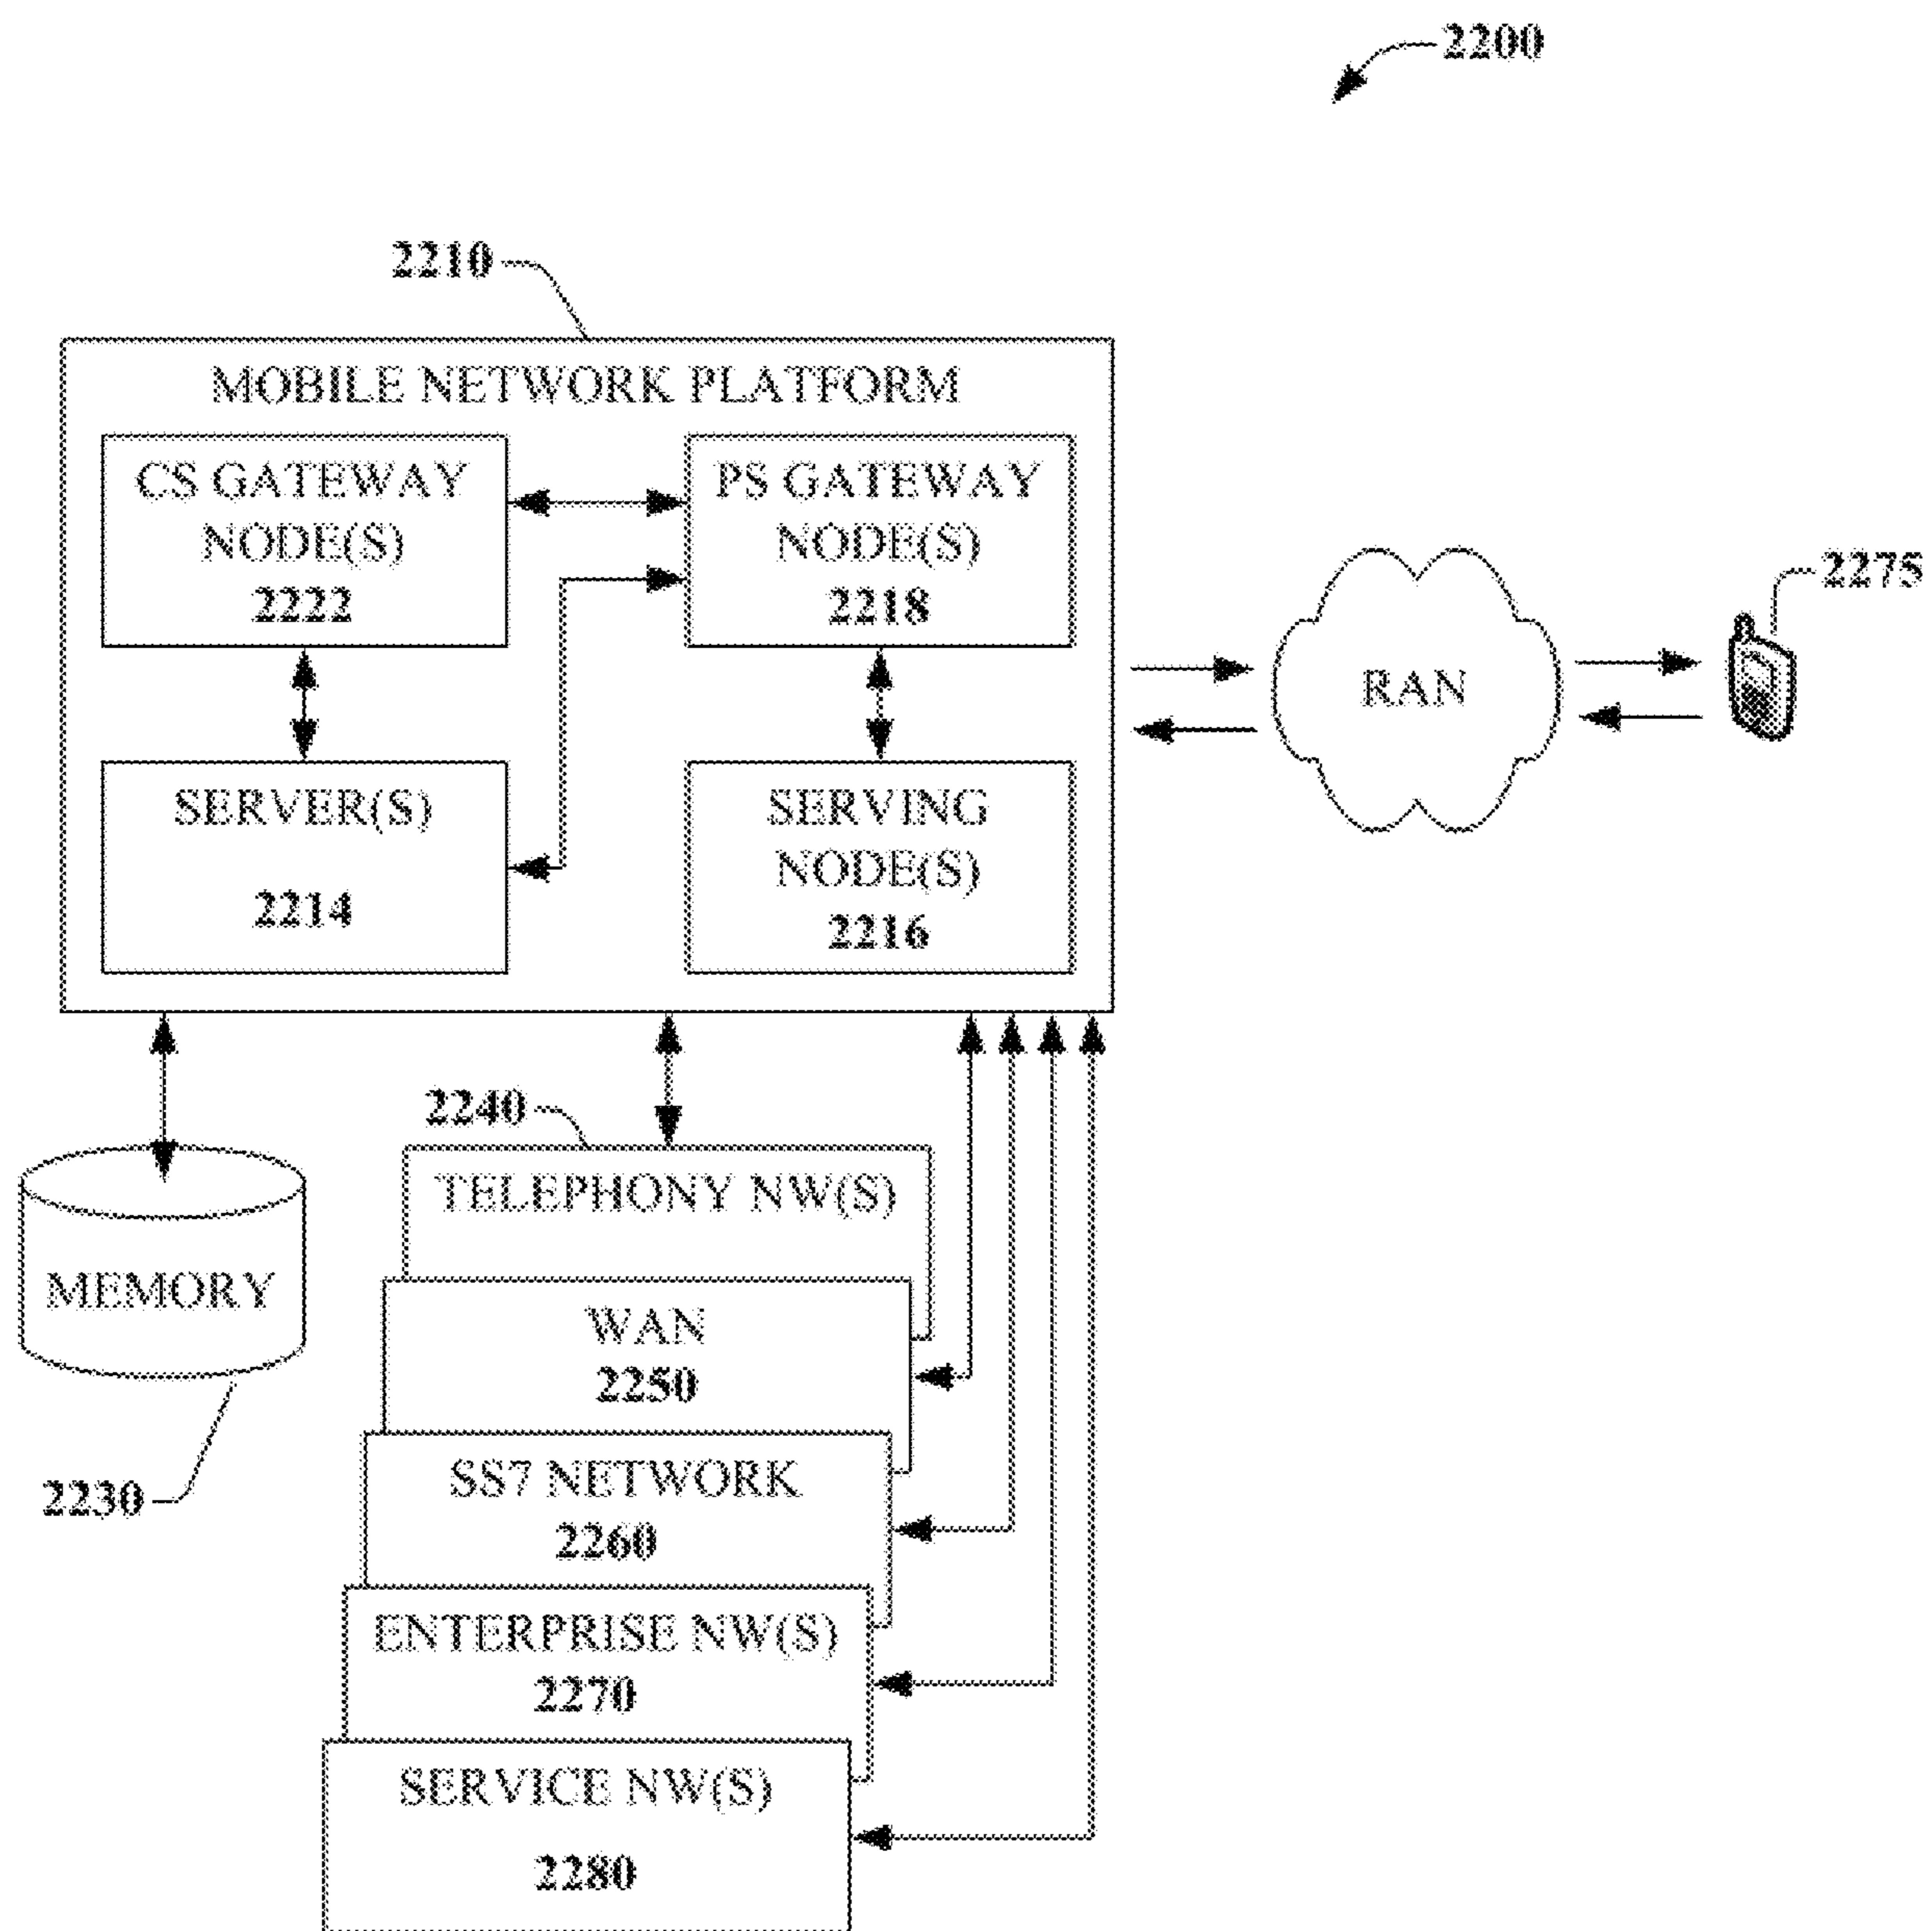 2200
2210
MOBILE NETWORK PLATFORM
CS GATEWAY
NODE(S)
2222
PS GATEWAY
NODE(S)
2218
SERVER(S)
2214
SERVING
NODE(S)
2216
RAN
2275
2240
TELEPHONY NW(S)
MEMORY
2230
WAN
2250
SS7 NETWORK
2260
ENTERPRISE NW(S)
2270
SERVICE NW(S)
2280